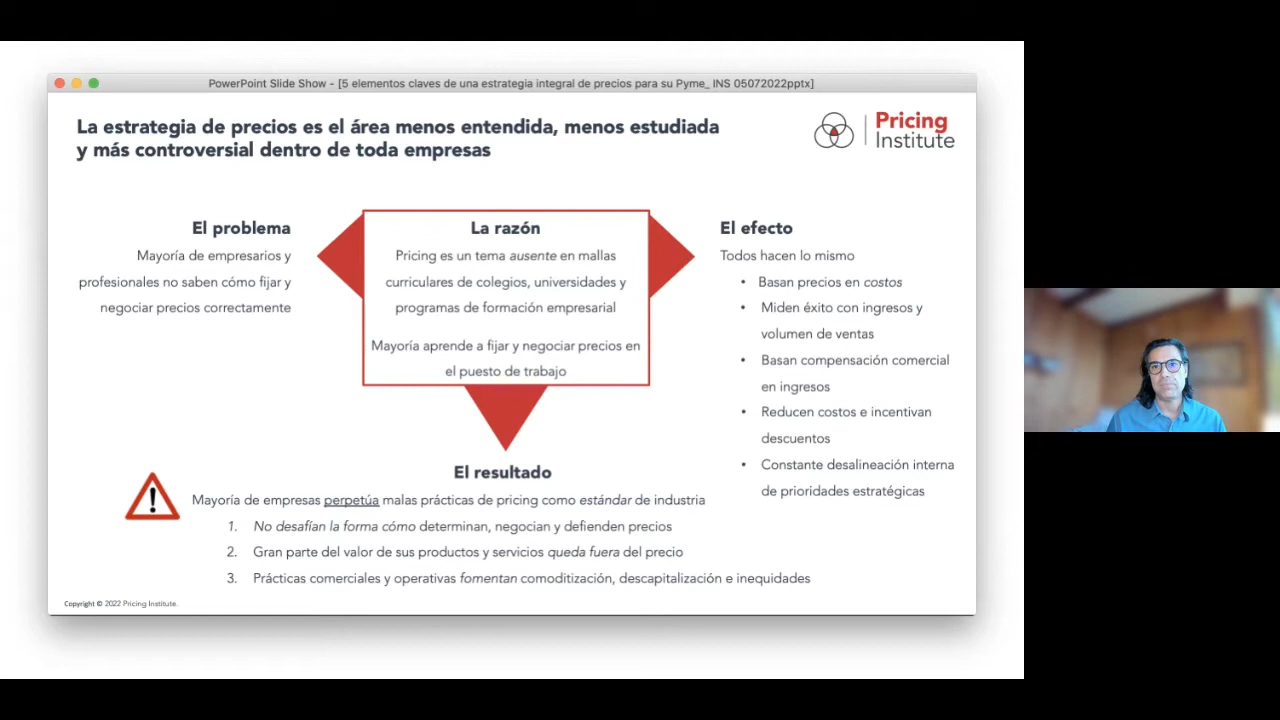 PowerPoint Slide Show - [5 elementos claves de una estrategia integral de precios para su Pyme_ INS 05072022pptx]
La estrategia de precios es el área menos entendida, menos estudiada
y más controversial dentro de toda empresas
Pricing
Institute
El problema
Mayoría de empresarios y
profesionales no saben cómo fijar y
negociar precios correctamente
La razón
Pricing es un tema ausente en mallas
curriculares de colegios, universidades y
programas de formación empresarial
Mayoría aprende a fijar y negociar precios en
el puesto de trabajo
El efecto
Todos hacen lo mismo
• Basan precios en costos
• Miden éxito con ingresos y
volumen de ventas
• Basan compensación comercial
en ingresos
• Reducen costos e incentivan
descuentos
• Constante desalineación interna
de prioridades estratégicas
El resultado
Mayoría de empresas perpetúa malas prácticas de pricing como estándar de industria
1. No desafían la forma cómo determinan, negocian y defienden precios
2. Gran parte del valor de sus productos y servicios queda fuera del precio
3. Prácticas comerciales y operativas fomentan comoditización, descapitalización e inequidades
Copyright © 2022 Pricing Institute.